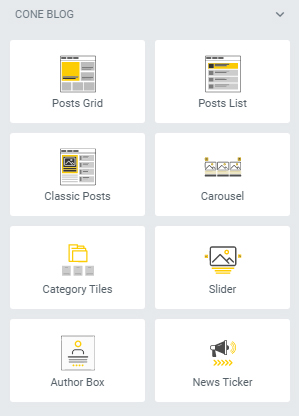 CONE BLOG
Posts Grid
Posts List
Classic Posts
Carousel
Category Tiles
Slider
Author Box
News Ticker